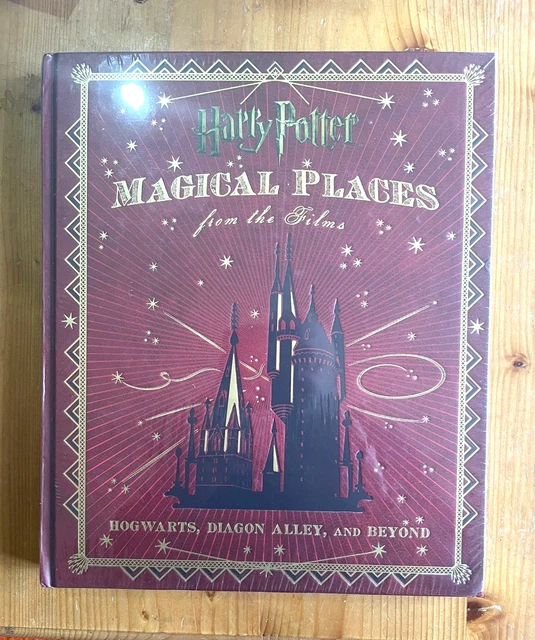 Harry Potter
MAGICAL PLACES
from the Films
HOGWARTS, DIAGON ALLEY, AND BEYOND